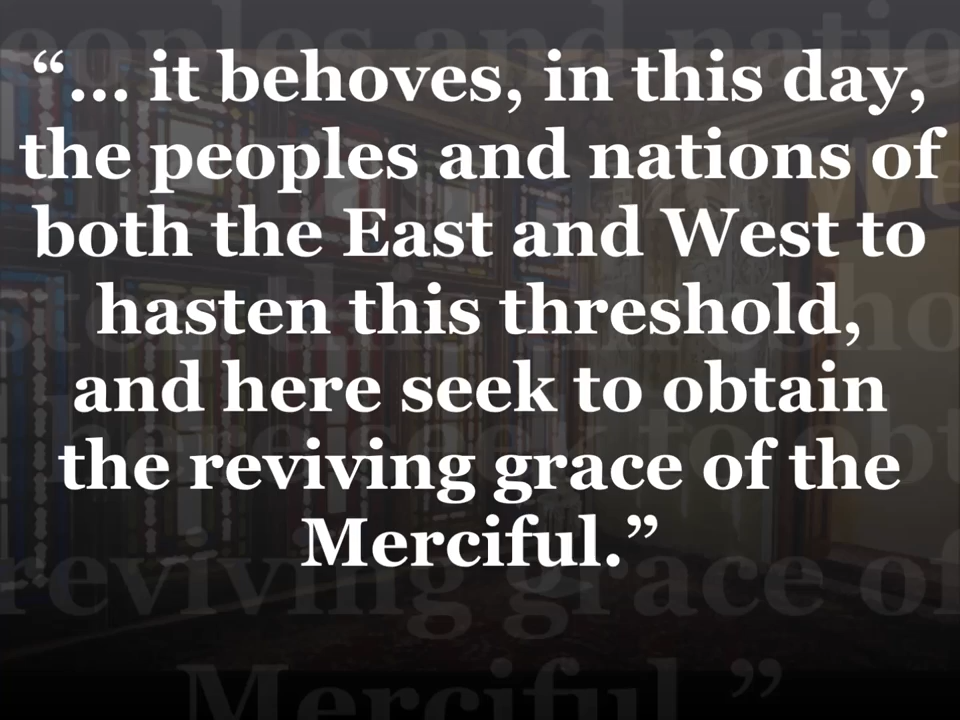 “... it behoves, in this day,
the peoples and nations of
both the East and West to
hasten this threshold,
and here seek to obtain
the reviving grace of the
Merciful.”